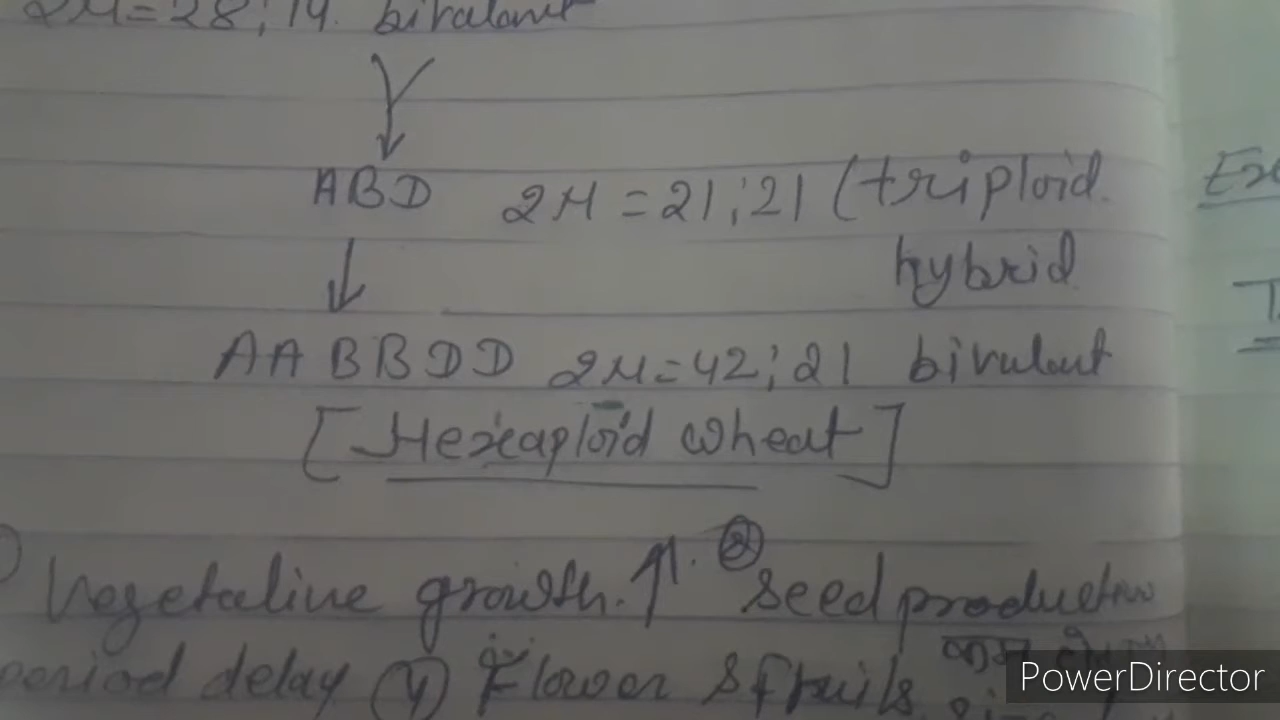 2n=28; 14 bivalent
ABD 2n=21; 21 (triploid
hybrid
AABBDD 2n=42; 21 bivalent
[Hexaploid wheat]
Vegetative growth. ↑. ② seed production
period delay ④ Flower & fruits
PowerDirector